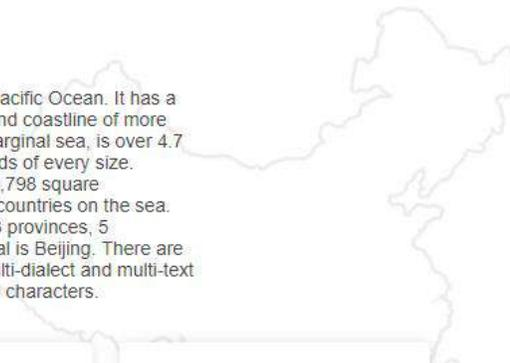 acific Ocean. It has a
nd coastline of more
arginal sea, is over 4.7
ds of every size.
,798 square
countries on the sea.
provinces, 5
al is Beijing. There are
lti-dialect and multi-text
characters.